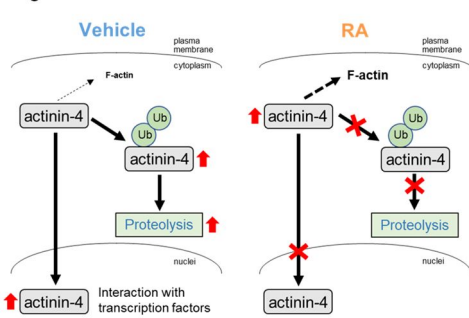 Vehicle
plasma
membrane
cytoplasm
F-actin
actinin-4
Ub
Ub
actinin-4
Proteolysis
nuclei
actinin-4
Interaction with
transcription factors
RA
plasma
membrane
cytoplasm
F-actin
actinin-4
Ub
Ub
actinin-4
Proteolysis
nuclei
actinin-4